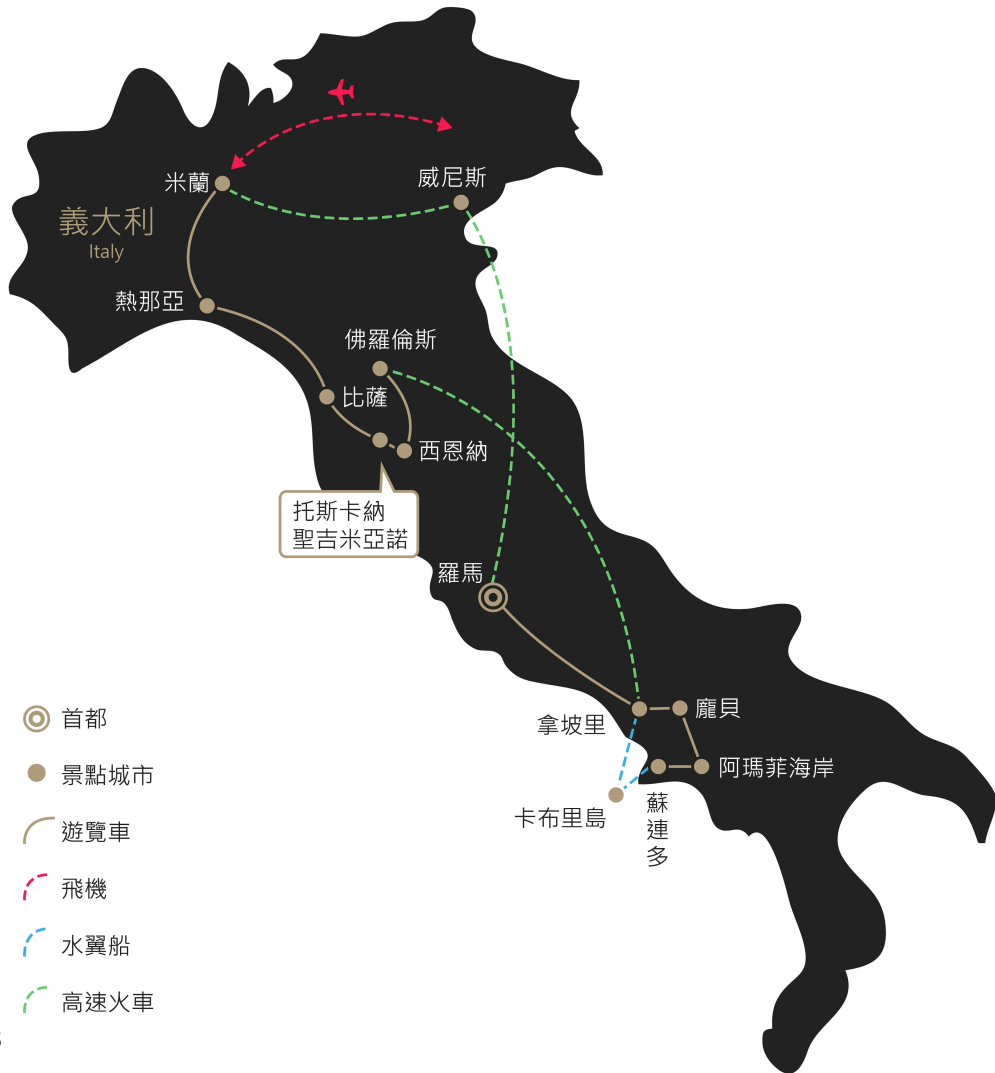 米蘭
威尼斯
義大利
Italy
熱那亞
佛羅倫斯
比薩
西恩納
托斯卡納
聖吉米亞諾
羅馬
拿坡里
龐貝
阿瑪菲海岸
卡布里島
蘇連多
首都
景點城市
遊覽車
飛機
水翼船
高速火車